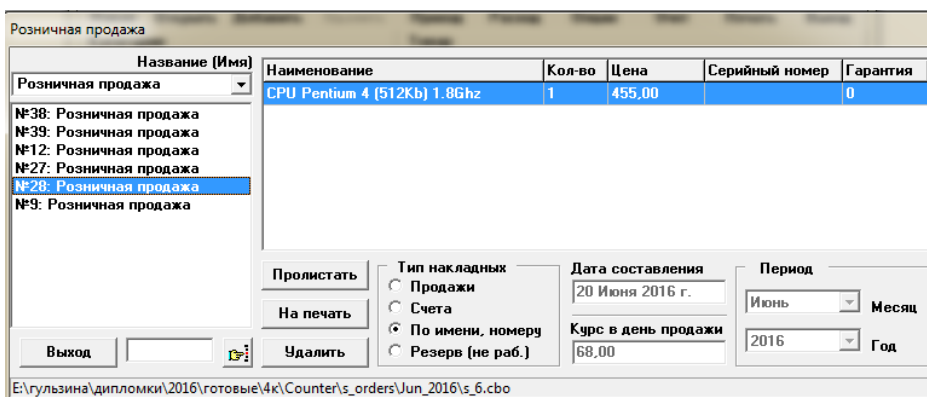 Розничная продажа
Название (Имя)
Розничная продажа
№38: Розничная продажа
№39: Розничная продажа
№12: Розничная продажа
№27: Розничная продажа
№28: Розничная продажа
№9: Розничная продажа
Наименование Кол-во Цена Серийный номер Гарантия
CPU Pentium 4 (512Kb) 1.8Ghz 1 455,00 0
Пролистать
На печать
Удалить
Тип накладных
Продажи
Счета
По имени, номеру
Резерв (не раб.)
Дата составления
20 Июня 2016 г.
Курс в день продажи
68,00
Период
Июнь Месяц
2016 Год
Выход
E:\гульзина\дипломки\2016\готовые\4к\Counter\s_orders\Jun_2016\s_6.cbo